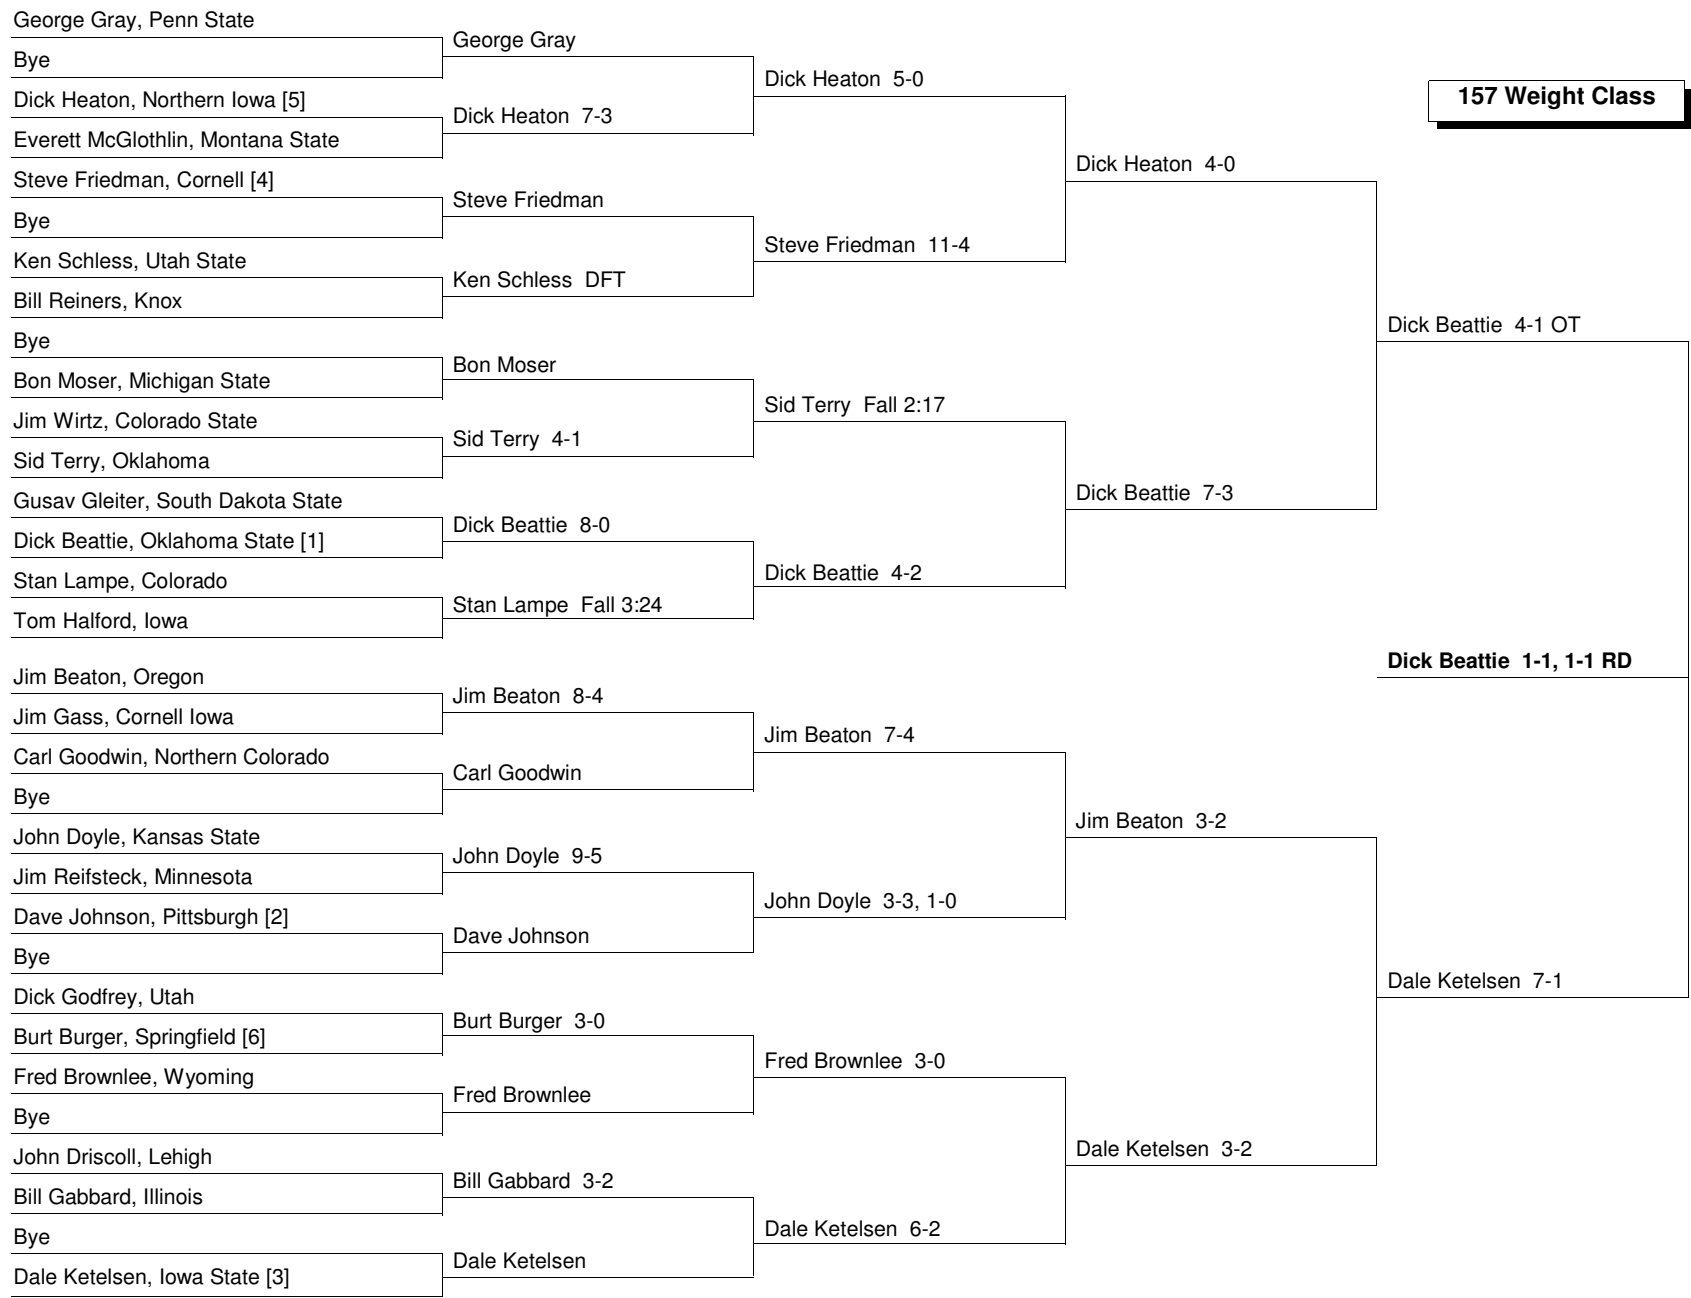 George Gray, Penn State
Bye
Dick Heaton, Northern Iowa [5]
Everett McGlothlin, Montana State
Steve Friedman, Cornell [4]
Bye
Ken Schless, Utah State
Bill Reiners, Knox
Bye
Bon Moser, Michigan State
Jim Wirtz, Colorado State
Sid Terry, Oklahoma
Gusav Gleiter, South Dakota State
Dick Beattie, Oklahoma State [1]
Stan Lampe, Colorado
Tom Halford, Iowa
Jim Beaton, Oregon
Jim Gass, Cornell Iowa
Carl Goodwin, Northern Colorado
Bye
John Doyle, Kansas State
Jim Reifsteck, Minnesota
Dave Johnson, Pittsburgh [2]
Bye
Dick Godfrey, Utah
Burt Burger, Springfield [6]
Fred Brownlee, Wyoming
Bye
John Driscoll, Lehigh
Bill Gabbard, Illinois
Bye
Dale Ketelsen, Iowa State [3]
George Gray
Dick Heaton 7-3
Steve Friedman
Ken Schless DFT
Bon Moser
Sid Terry 4-1
Dick Beattie 8-0
Stan Lampe Fall 3:24
Jim Beaton 8-4
Carl Goodwin
John Doyle 9-5
Dave Johnson
Burt Burger 3-0
Fred Brownlee
Bill Gabbard 3-2
Dale Ketelsen
Dick Heaton 5-0
Steve Friedman 11-4
Sid Terry Fall 2:17
Dick Beattie 4-2
Jim Beaton 7-4
John Doyle 3-3, 1-0
Fred Brownlee 3-0
Dale Ketelsen 6-2
Dick Heaton 4-0
Dick Beattie 7-3
Jim Beaton 3-2
Dale Ketelsen 3-2
157 Weight Class
Dick Beattie 4-1 OT
Dick Beattie 1-1, 1-1 RD
Dale Ketelsen 7-1